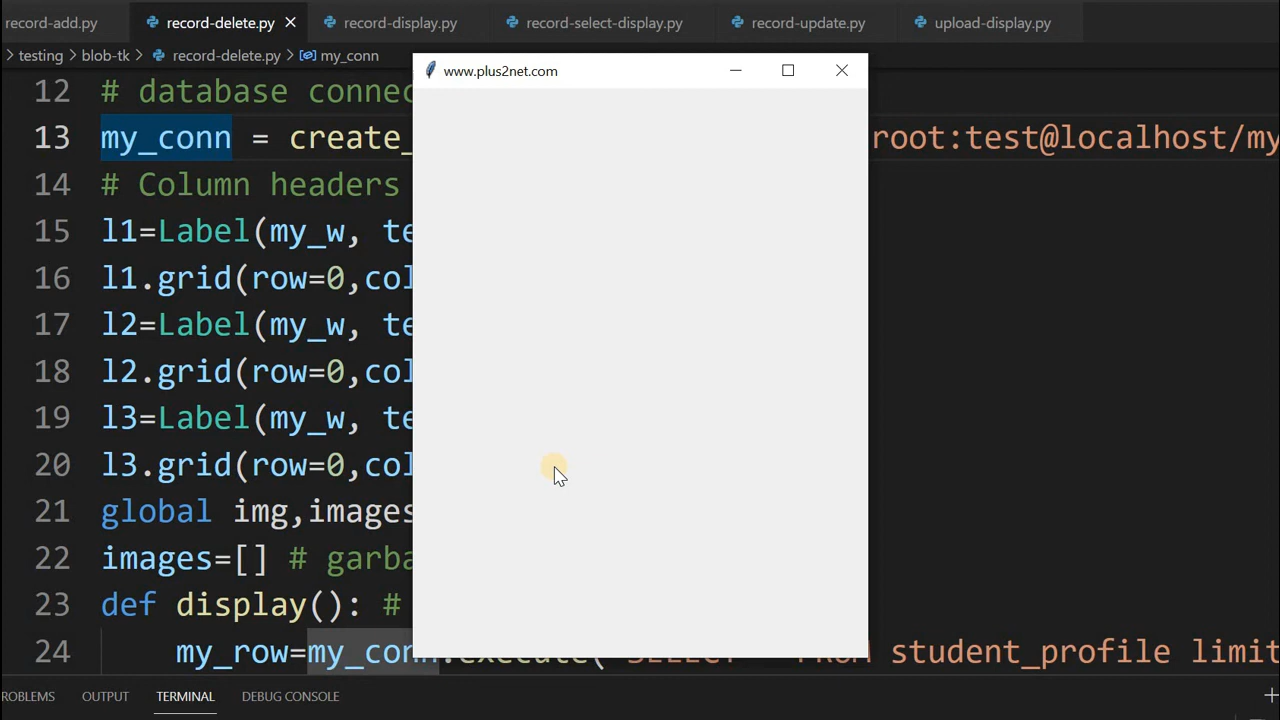 record-add.py record-delete.py record-display.py record-select-display.py record-update.py upload-display.py
testing blob-tk record-delete.py my_conn
www.plus2net.com
12 # database connec
13 my_conn = create_ root:test@localhost/my
14 # Column headers
15 l1=Label(my_w, te
16 l1.grid(row=0,col
17 l2=Label(my_w, te
18 l2.grid(row=0,col
19 l3=Label(my_w, te
20 l3.grid(row=0,col
21 global img,images
22 images=[] # garba
23 def display(): #
24 my_row=my_conn.execute("SELECT * FROM student_profile limit
ROBLEMS OUTPUT TERMINAL DEBUG CONSOLE